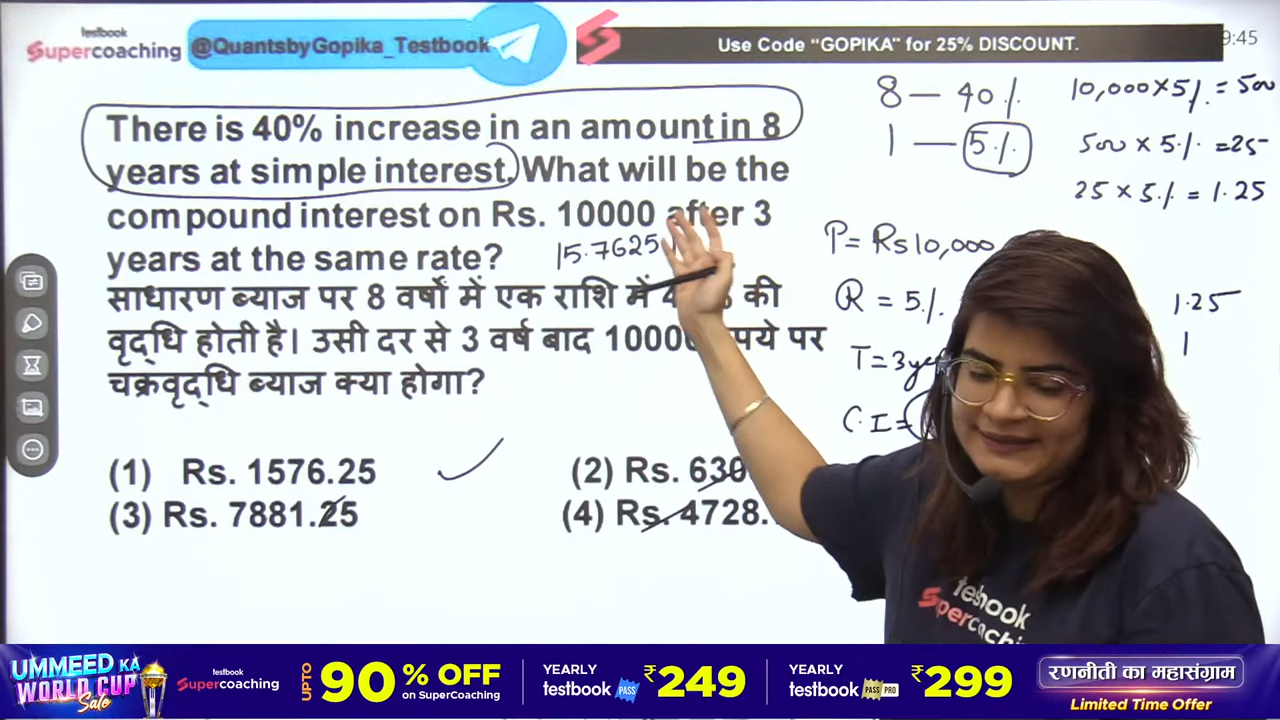 testbook
Supercoaching
@QuantsbyGopika_Testbook
Use Code "GOPIKA" for 25% DISCOUNT.
9:45
There is 40% increase in an amount in 8
years at simple interest. What will be the
compound interest on Rs. 10000 after 3
years at the same rate?
15.7625
साधारण ब्याज पर 8 वर्षों में एक राशि में 4 की
वृद्धि होती है। उसी दर से 3 वर्ष बाद 1000 पये पर
चक्रवृद्धि ब्याज क्या होगा?
(1) Rs. 1576.25
(2) Rs. 630
(3) Rs. 7881.25
(4) Rs. 4728.
8 — 40%
1 — 5%
10,000×5% = 500
500 × 5% = 25
25 × 5% = 1.25
P = Rs 10,000
R = 5%
T = 3 ye
C.I =
1.25
1
testbook
Supercoachi
UMMEED KA
WORLD CUP
Sale
testbook
Supercoaching
UPTO 90% OFF
on SuperCoaching
YEARLY
testbook PASS
₹249
YEARLY
testbook PASS PRO
₹299
रणनीती का महासंग्राम
Limited Time Offer